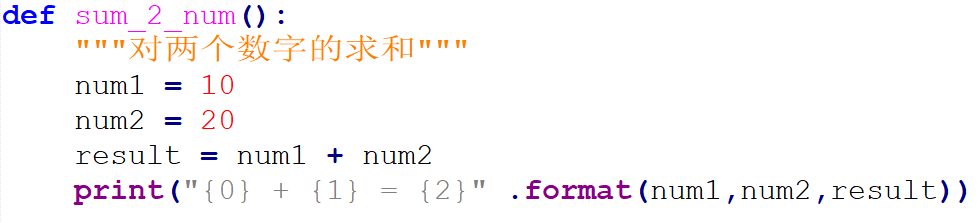 def sum_2_num():
    """对两个数字的求和"""
    num1 = 10
    num2 = 20
    result = num1 + num2
    print("{0} + {1} = {2}" .format(num1,num2,result))